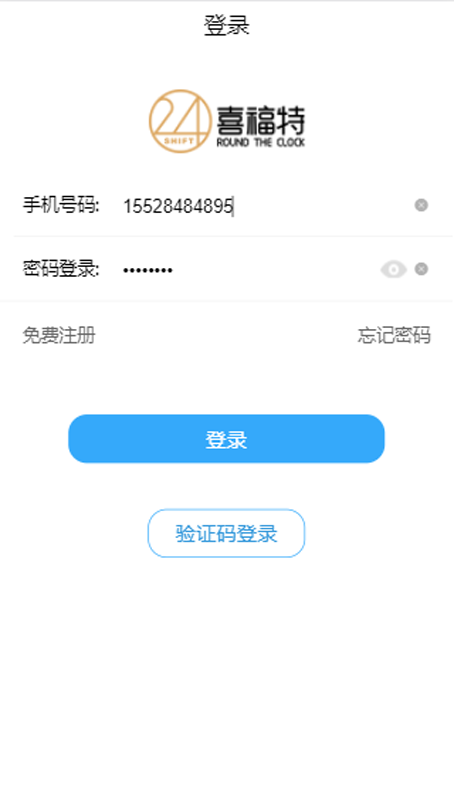 登录
24 喜福特
SHIFT ROUND THE CLOCK
手机号码: 15528484895
密码登录: ••••••••
免费注册 忘记密码
登录
验证码登录